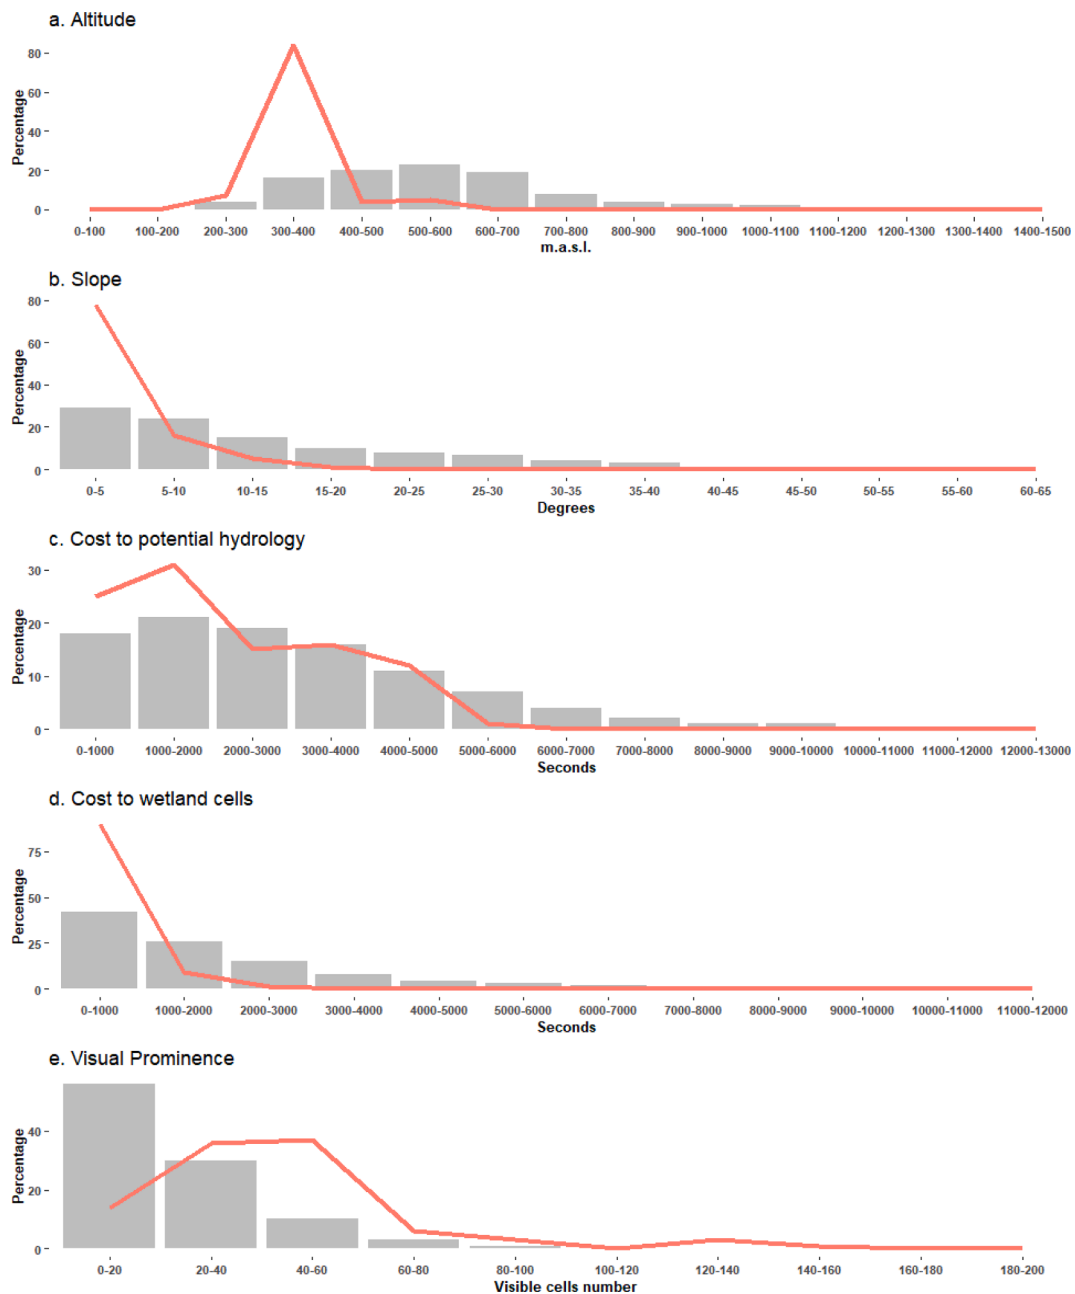 a. Altitude
80
60
40
20
0
Percentage
0-100 100-200 200-300 300-400 400-500 500-600 600-700 700-800 800-900 900-1000 1000-1100 1100-1200 1200-1300 1300-1400 1400-1500
m.a.s.l.
b. Slope
80
60
40
20
0
Percentage
0-5 5-10 10-15 15-20 20-25 25-30 30-35 35-40 40-45 45-50 50-55 55-60 60-65
Degrees
c. Cost to potential hydrology
30
20
10
0
Percentage
0-1000 1000-2000 2000-3000 3000-4000 4000-5000 5000-6000 6000-7000 7000-8000 8000-9000 9000-10000 10000-11000 11000-12000 12000-13000
Seconds
d. Cost to wetland cells
75
50
25
0
Percentage
0-1000 1000-2000 2000-3000 3000-4000 4000-5000 5000-6000 6000-7000 7000-8000 8000-9000 9000-10000 10000-11000 11000-12000
Seconds
e. Visual Prominence
40
20
0
Percentage
0-20 20-40 40-60 60-80 80-100 100-120 120-140 140-160 160-180 180-200
Visible cells number